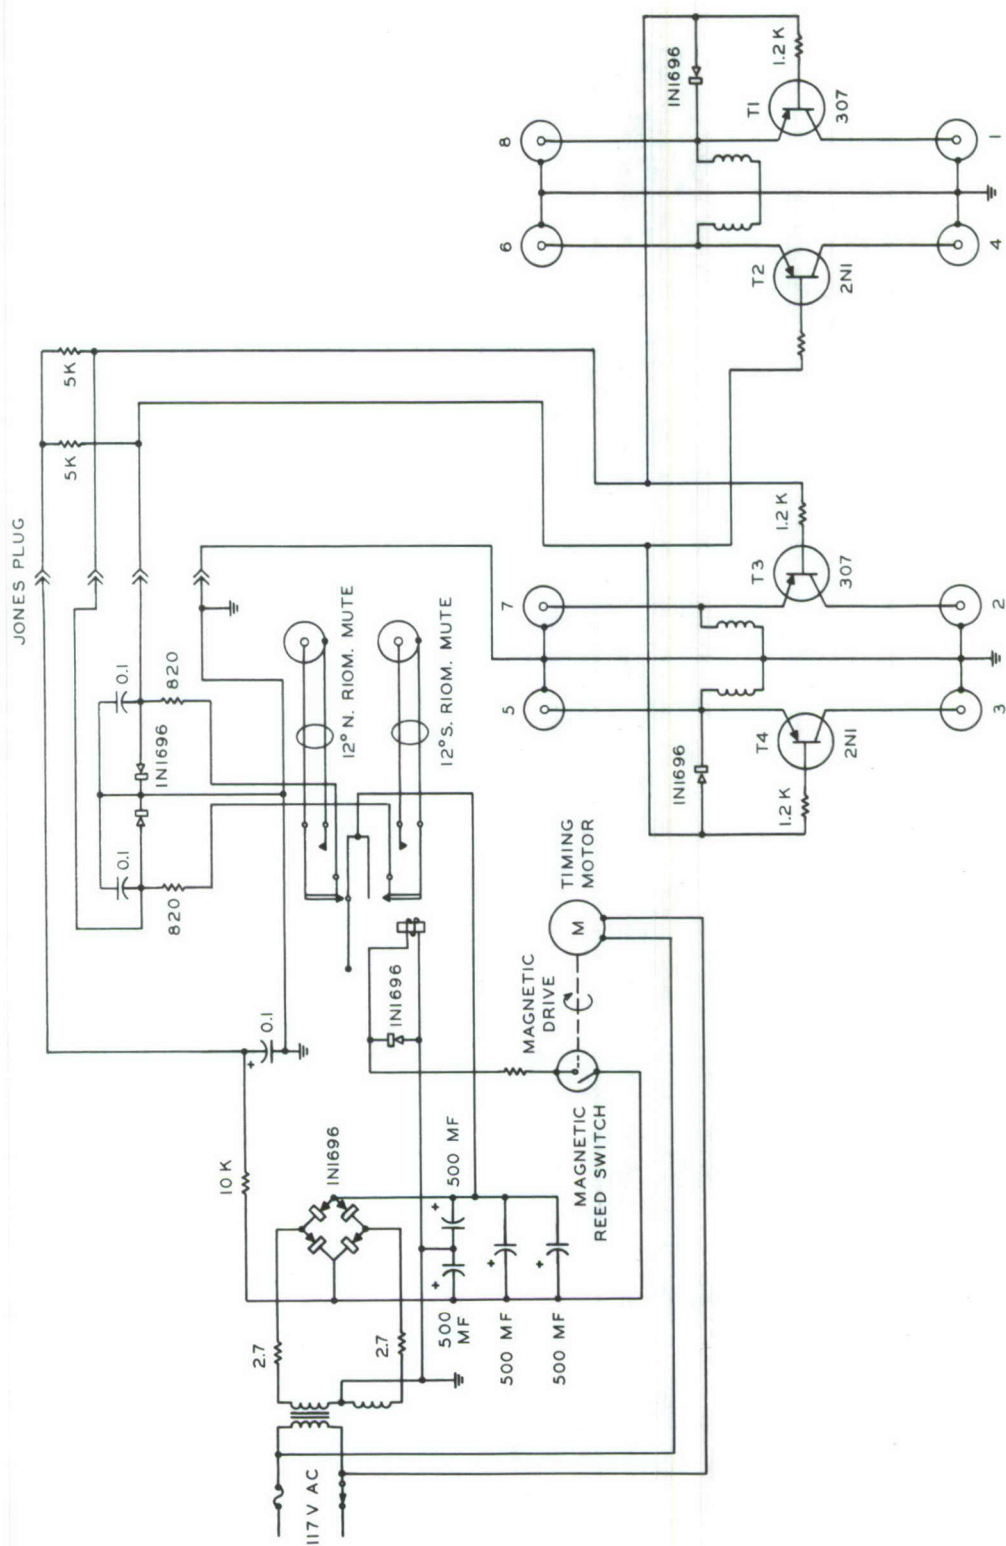 JONES PLUG
5K
5K
0.1
820
IN1696
0.1
820
12° N. RIOM. MUTE
12° S. RIOM. MUTE
+
0.1
10 K
IN1696
IN1696
+
500 MF
+
500
MF
+
500 MF
+
500 MF
2.7
2.7
117 V AC
MAGNETIC
DRIVE
MAGNETIC
REED SWITCH
TIMING
MOTOR
M
8
6
IN1696
1.2 K
T1
307
T2
2N1
1
4
7
5
1.2 K
T3
307
IN1696
T4
2N1
1.2 K
2
3